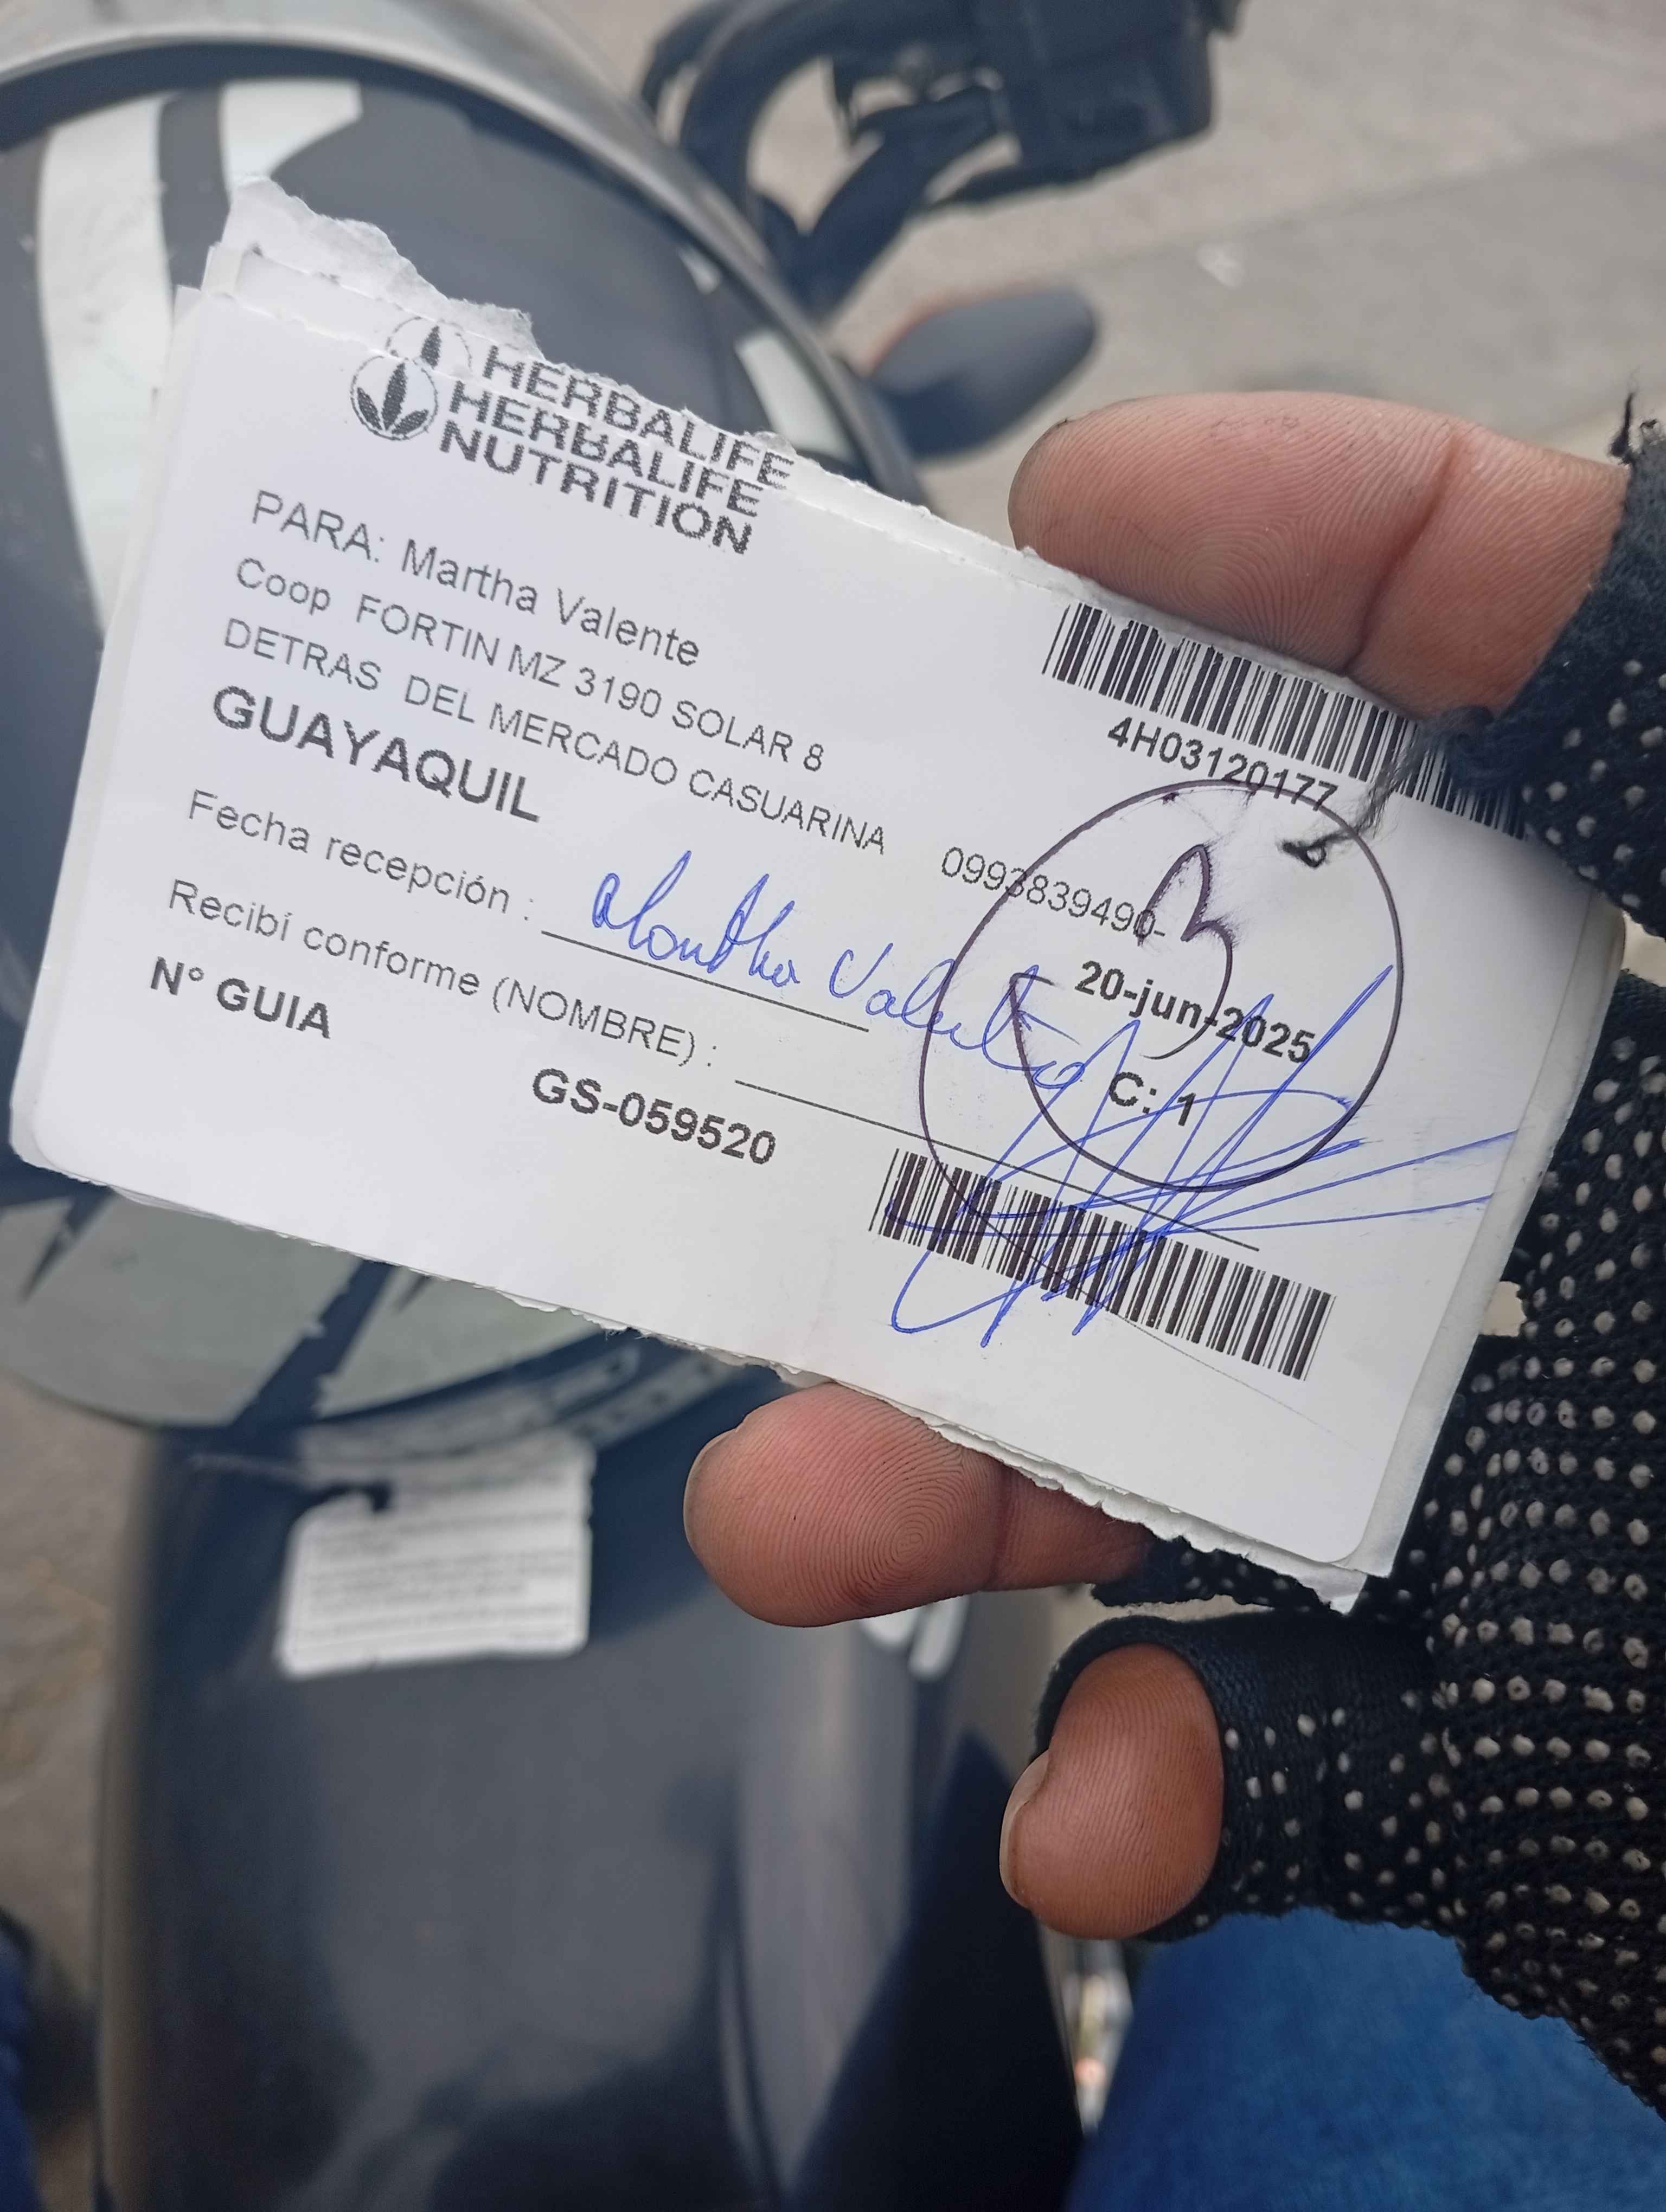 HERBALIFE
HERBALIFE
NUTRITION
PARA: Martha Valente
Coop FORTIN MZ 3190 SOLAR 8
DETRAS DEL MERCADO CASUARINA
GUAYAQUIL
4H03120177
0993839490-
Fecha recepción :
Martha Valente
20-jun-2025
Recibí conforme (NOMBRE) :
C: 1
N° GUIA
GS-059520
3